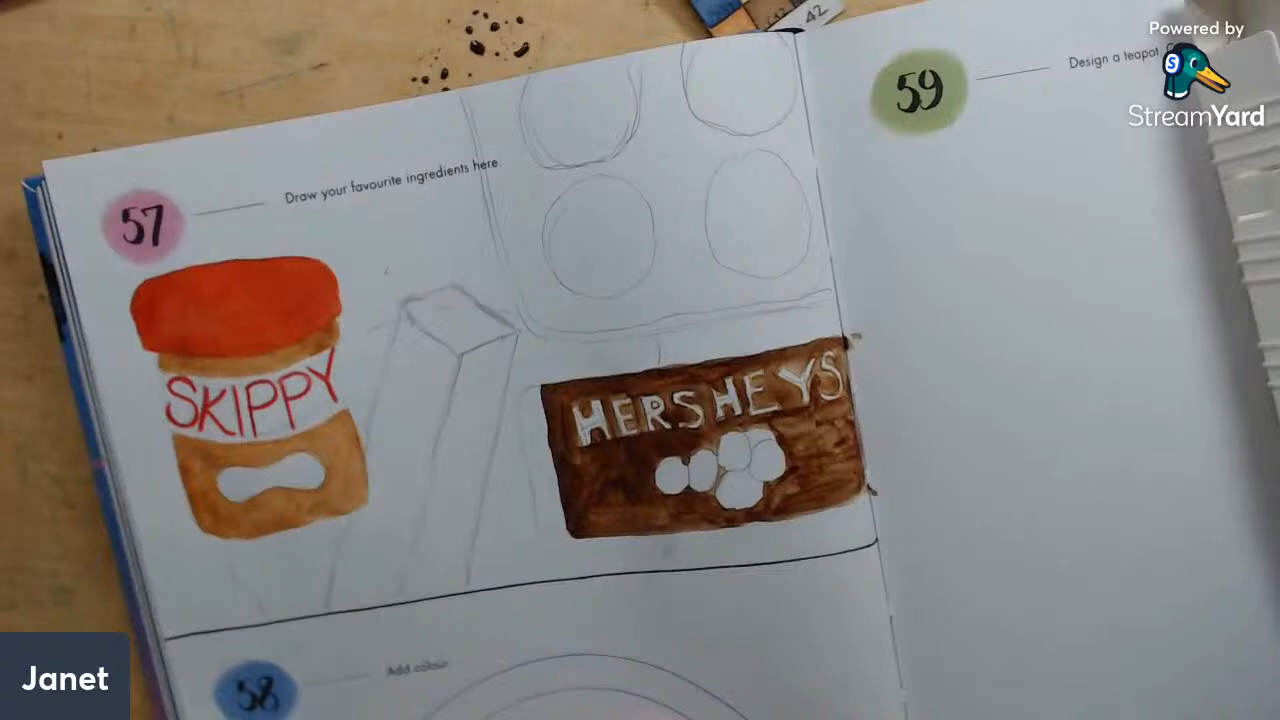 Powered by
StreamYard
42
57
Draw your favourite ingredients here.
59
Design a teapot
SKIPPY
HERSHEYS
58
Add colour
Janet